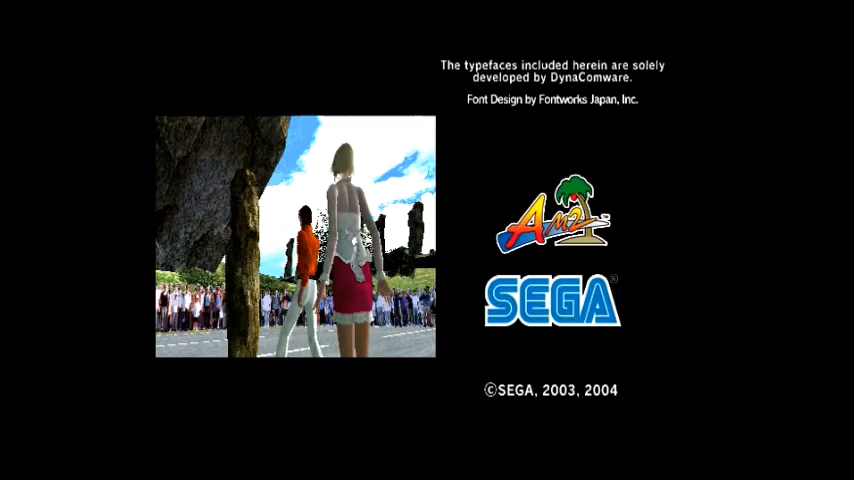 The typefaces included herein are solely
developed by DynaComware.
Font Design by Fontworks Japan, Inc.
AM2 ™
SEGA ®
©SEGA, 2003, 2004